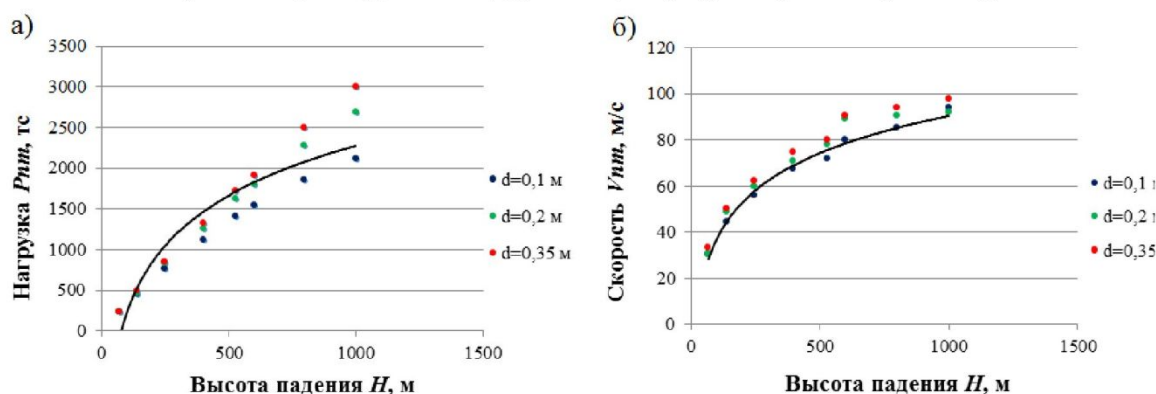 а)
Нагрузка Pпт, тс
3500
3000
2500
2000
1500
1000
500
0
0 500 1000 1500
Высота падения H, м
d=0,1 м
d=0,2 м
d=0,35 м
б)
Скорость Vпт, м/с
120
100
80
60
40
20
0
0 500 1000 1500
Высота падения H, м
d=0,1 м
d=0,2 м
d=0,35